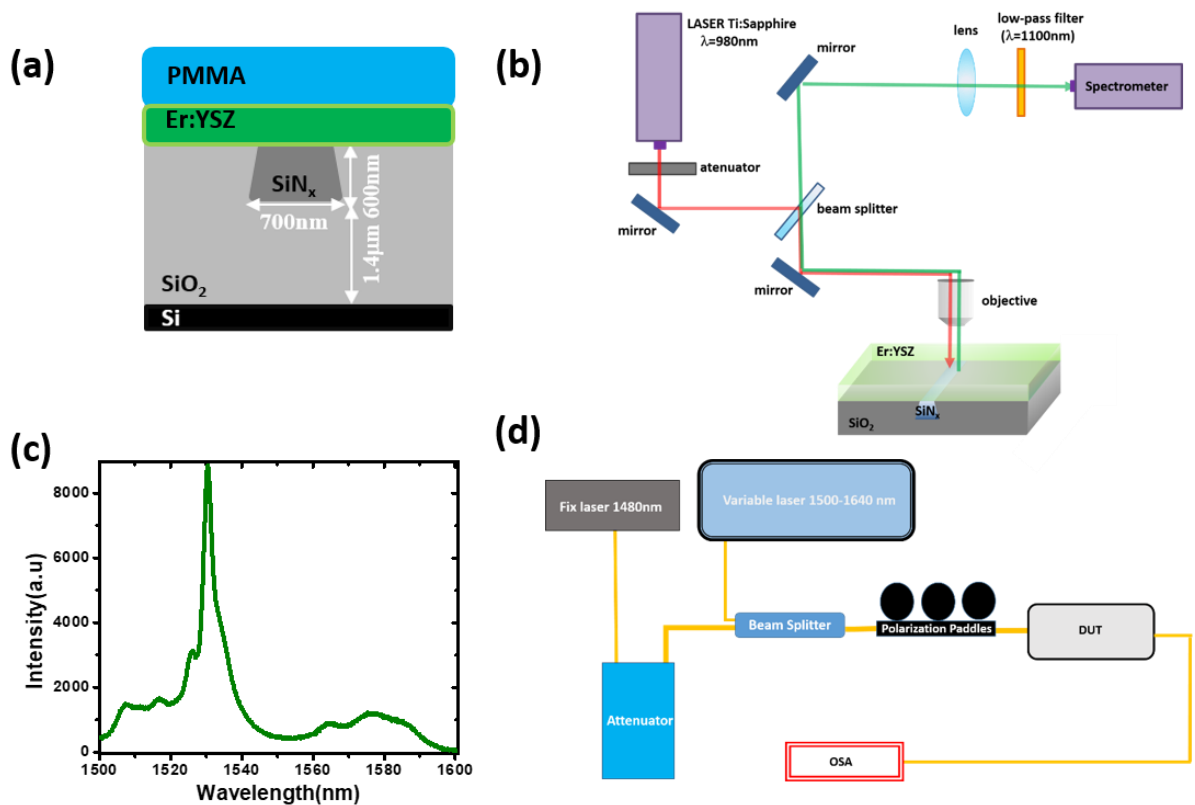 (a)
PMMA
Er:YSZ
SiNx
700nm
600nm
1.4μm
SiO2
Si
(b)
LASER Ti:Sapphire
λ=980nm
mirror
lens
low-pass filter
(λ=1100nm)
Spectrometer
atenuator
mirror
beam splitter
mirror
objective
Er:YSZ
SiNx
SiO2
(c)
Intensity(a.u)
8000
6000
4000
2000
0
1500 1520 1540 1560 1580 1600
Wavelength(nm)
(d)
Fix laser 1480nm
Variable laser 1500-1640 nm
Beam Splitter
Polarization Paddles
DUT
Attenuator
OSA